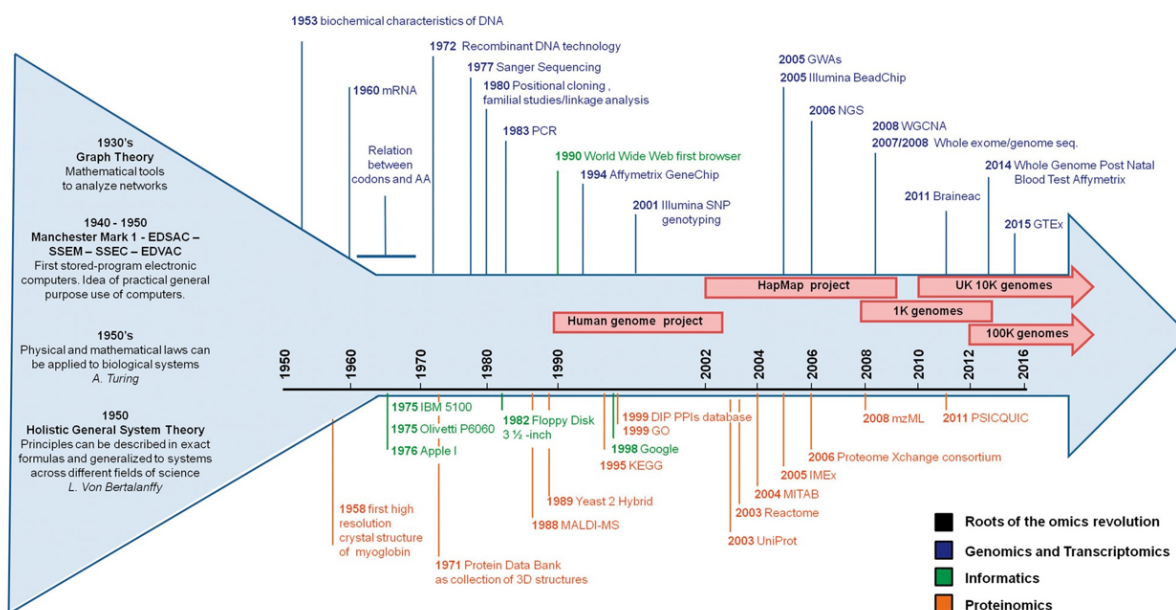 1953 biochemical characteristics of DNA
1972 Recombinant DNA technology
1977 Sanger Sequencing
1980 Positional cloning ,
familial studies/linkage analysis
1960 mRNA
1983 PCR
Relation
between
codons and AA
1990 World Wide Web first browser
1994 Affymetrix GeneChip
2001 Illumina SNP
genotyping
2005 GWAs
2005 Illumina BeadChip
2006 NGS
2008 WGCNA
2007/2008 Whole exome/genome seq.
2014 Whole Genome Post Natal
Blood Test Affymetrix
2011 Braineac
2015 GTEx
1930's
Graph Theory
Mathematical tools
to analyze networks
1940 - 1950
Manchester Mark 1 - EDSAC –
SSEM – SSEC – EDVAC
First stored-program electronic
computers. Idea of practical general
purpose use of computers.
1950's
Physical and mathematical laws can
be applied to biological systems
A. Turing
1950
Holistic General System Theory
Principles can be described in exact
formulas and generalized to systems
across different fields of science
L. Von Bertalanffy
HapMap project
UK 10K genomes
1K genomes
Human genome project
100K genomes
1950
1960
1970
1980
1990
2002
2004
2006
2008
2010
2012
2016
1975 IBM 5100
1975 Olivetti P6060
1976 Apple I
1982 Floppy Disk
3 ½ -inch
1999 DIP PPIs database
1999 GO
1998 Google
1995 KEGG
2008 mzML
2011 PSICQUIC
2006 Proteome Xchange consortium
2005 IMEx
2004 MITAB
2003 Reactome
2003 UniProt
1989 Yeast 2 Hybrid
1988 MALDI-MS
1958 first high
resolution
crystal structure
of myoglobin
1971 Protein Data Bank
as collection of 3D structures
Roots of the omics revolution
Genomics and Transcriptomics
Informatics
Proteinomics